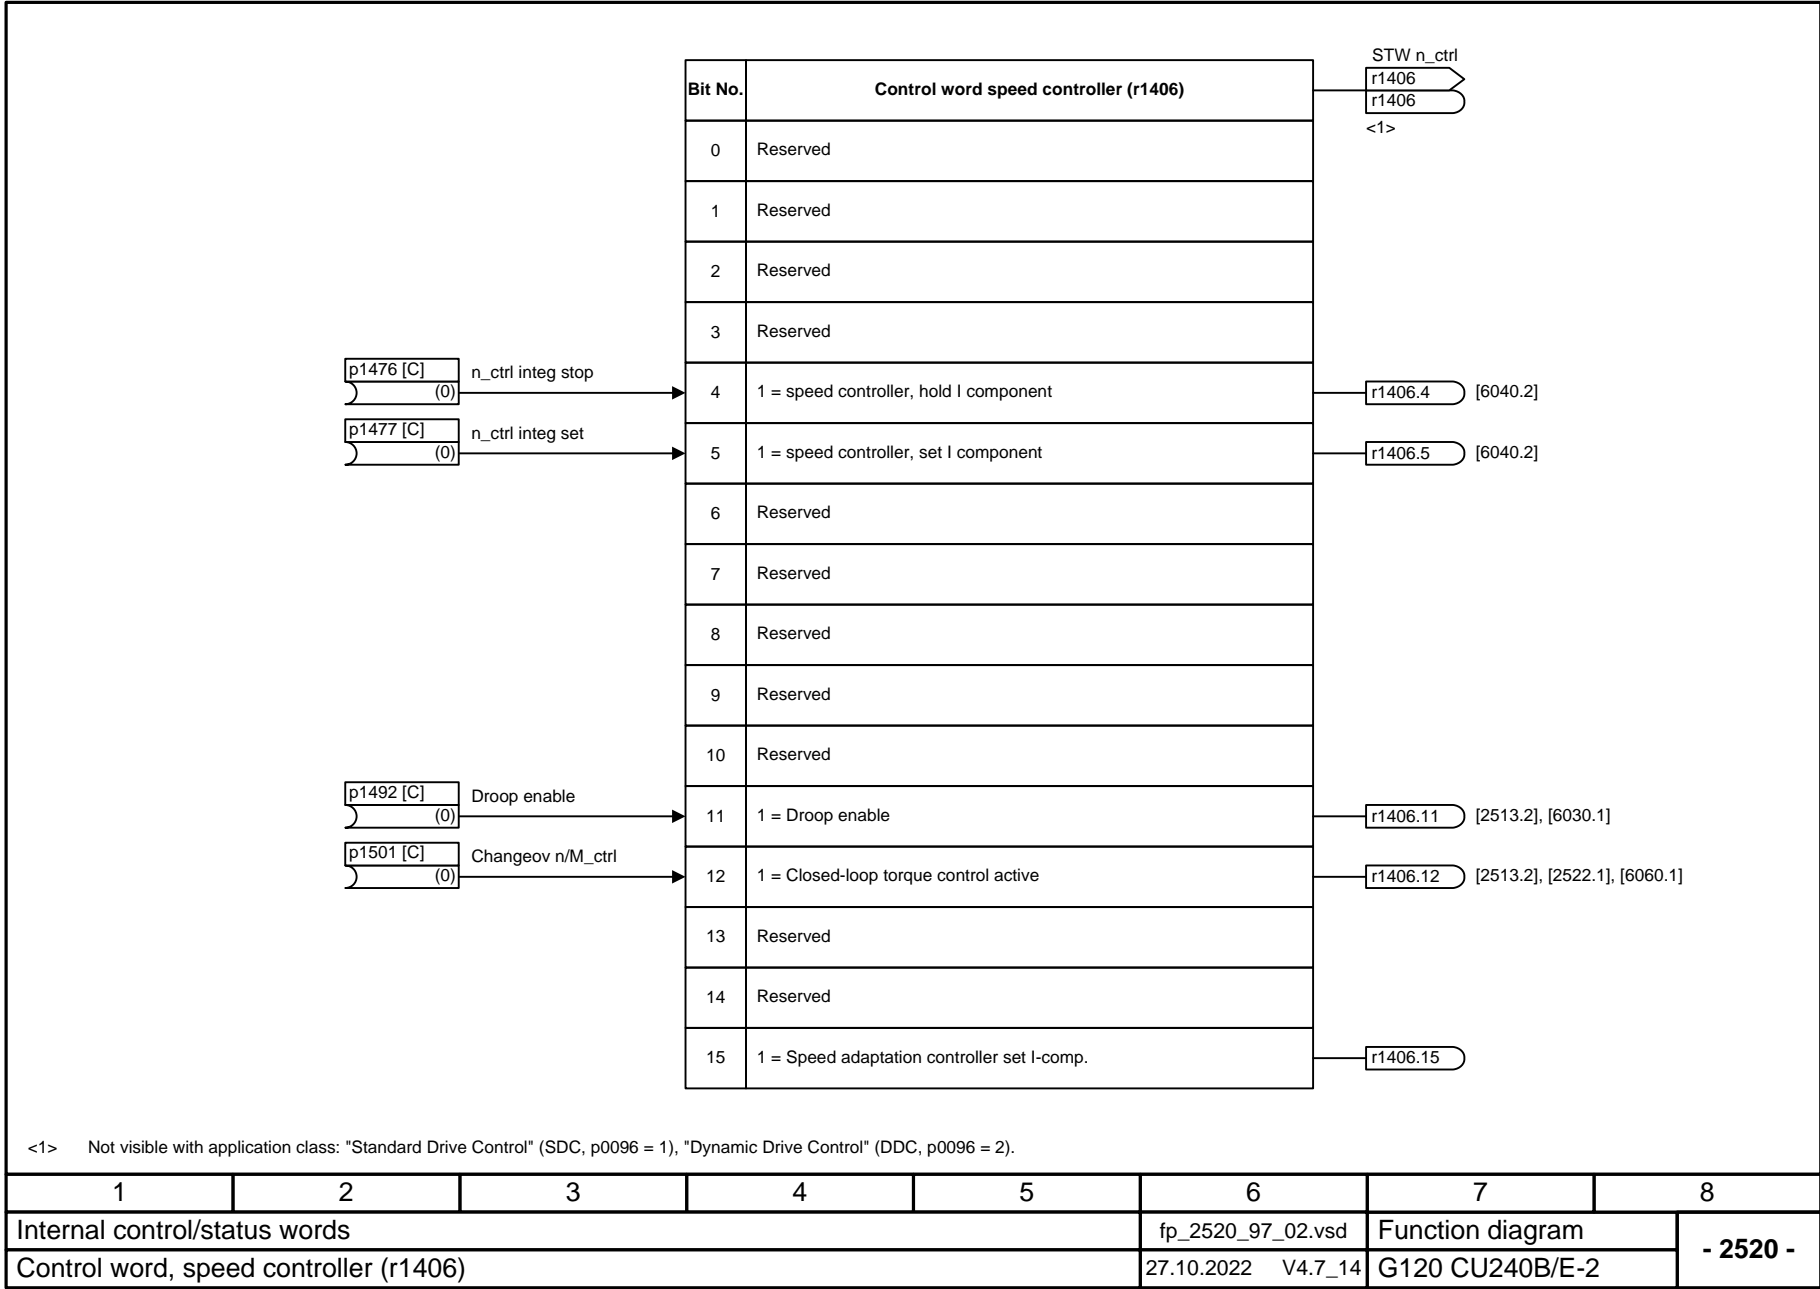 STW n_ctrl
r1406
r1406
<1>
Bit No. Control word speed controller (r1406)
0 Reserved
1 Reserved
2 Reserved
3 Reserved
p1476 [C] n_ctrl integ stop
(0) 4 1 = speed controller, hold I component r1406.4 [6040.2]
p1477 [C] n_ctrl integ set
(0) 5 1 = speed controller, set I component r1406.5 [6040.2]
6 Reserved
7 Reserved
8 Reserved
9 Reserved
10 Reserved
p1492 [C] Droop enable
(0) 11 1 = Droop enable r1406.11 [2513.2], [6030.1]
p1501 [C] Changeov n/M_ctrl
(0) 12 1 = Closed-loop torque control active r1406.12 [2513.2], [2522.1], [6060.1]
13 Reserved
14 Reserved
15 1 = Speed adaptation controller set I-comp. r1406.15
<1> Not visible with application class: "Standard Drive Control" (SDC, p0096 = 1), "Dynamic Drive Control" (DDC, p0096 = 2).
1 2 3 4 5 6 7 8
Internal control/status words fp_2520_97_02.vsd Function diagram - 2520 -
Control word, speed controller (r1406) 27.10.2022 V4.7_14 G120 CU240B/E-2